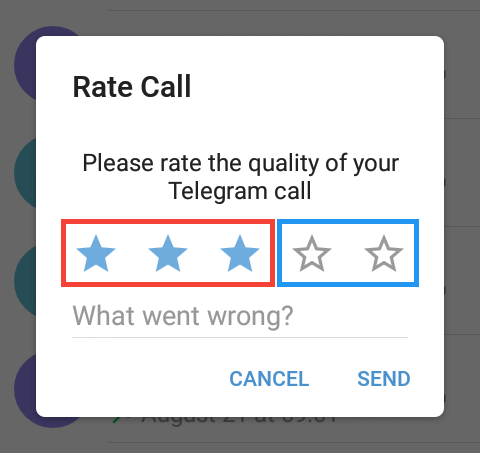 Rate Call
Please rate the quality of your
Telegram call
What went wrong?
CANCEL SEND
August 21 at 09:01